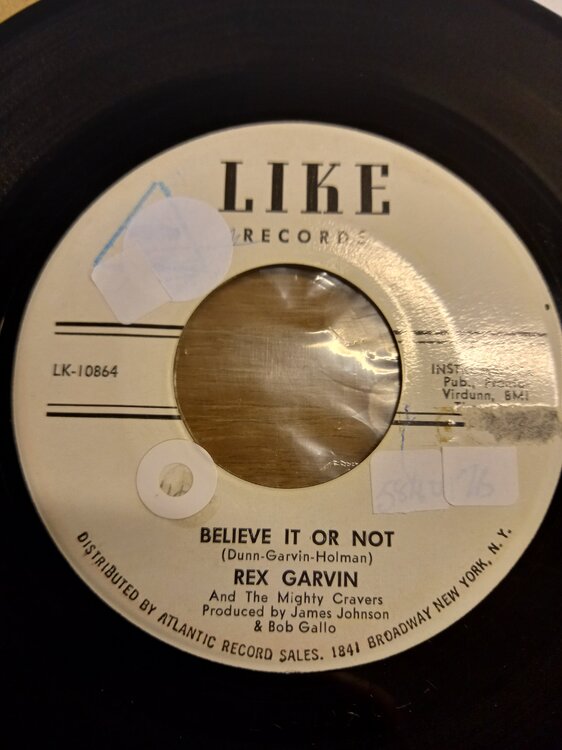 LIKE
RECORDS
LK-10864
Pub.,
Virdunn, BMI
BELIEVE IT OR NOT
(Dunn-Garvin-Holman)
REX GARVIN
And The Mighty Cravers
Produced by James Johnson
& Bob Gallo
DISTRIBUTED BY ATLANTIC RECORD SALES. 1841 BROADWAY NEW YORK, N. Y.